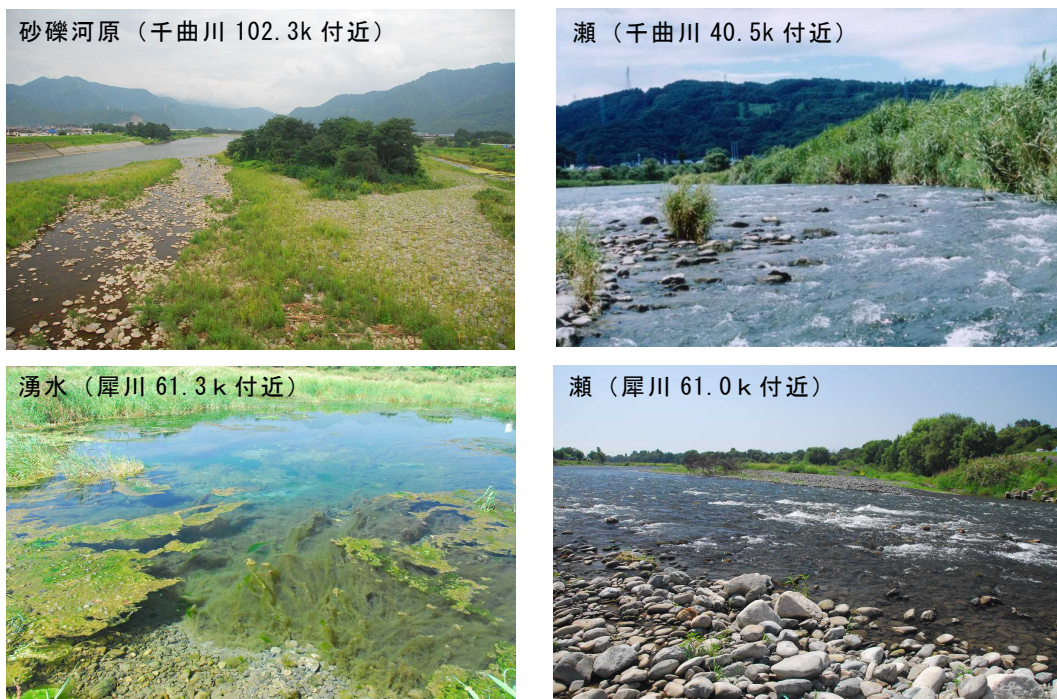 砂礫河原（千曲川 102.3k 付近）
瀬（千曲川 40.5k 付近）
湧水（犀川 61.3ｋ付近）
瀬（犀川 61.0ｋ付近）